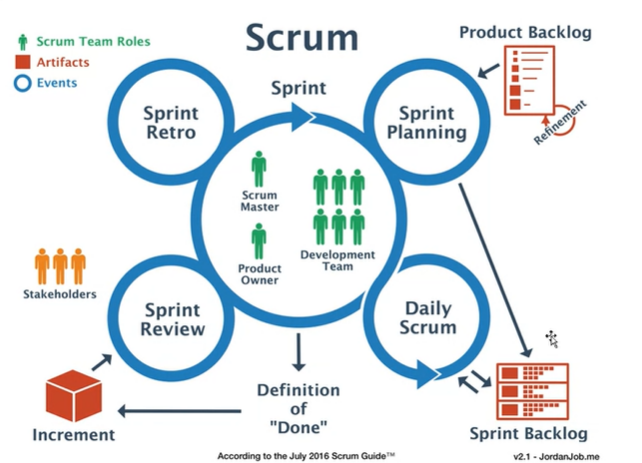 Scrum
Scrum Team Roles
Artifacts
Events
Product Backlog
Refinement
Sprint
Sprint
Retro
Sprint
Planning
Scrum
Master
Product
Owner
Development
Team
Stakeholders
Sprint
Review
Daily
Scrum
Definition
of
"Done"
Increment
Sprint Backlog
According to the July 2016 Scrum Guide™
v2.1 - JordanJob.me